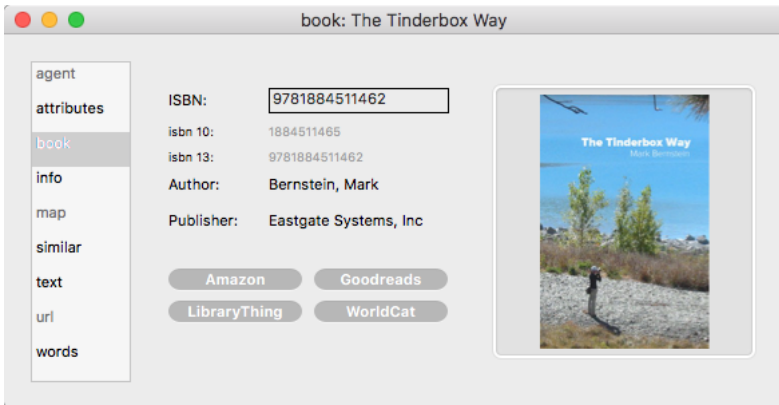 book: The Tinderbox Way
agent
attributes
book
info
map
similar
text
url
words
ISBN: 9781884511462
isbn 10: 1884511465
isbn 13: 9781884511462
Author: Bernstein, Mark
Publisher: Eastgate Systems, Inc
Amazon Goodreads
LibraryThing WorldCat
The Tinderbox Way
Mark Bernstein